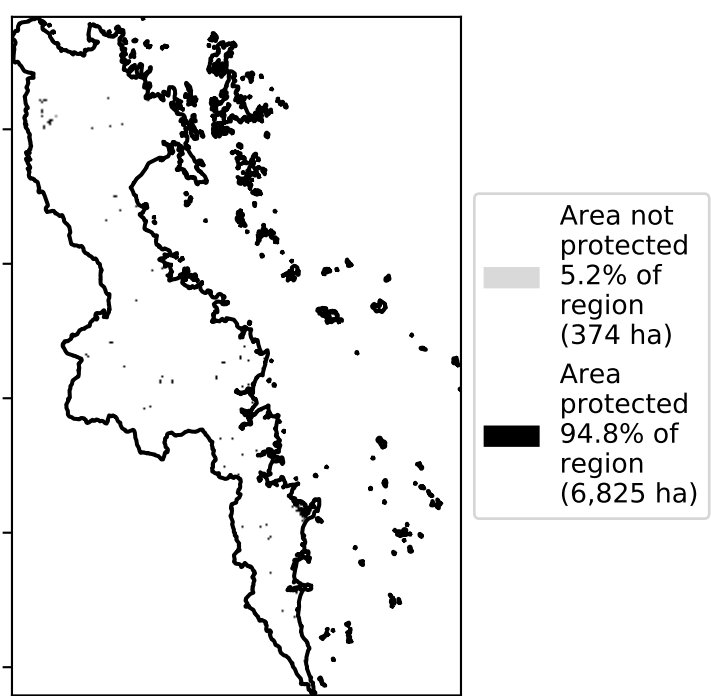 Area not
protected
5.2% of
region
(374 ha)
Area
protected
94.8% of
region
(6,825 ha)